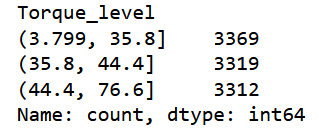 Torque_level
(3.799, 35.8]    3369
(35.8, 44.4]     3319
(44.4, 76.6]     3312
Name: count, dtype: int64